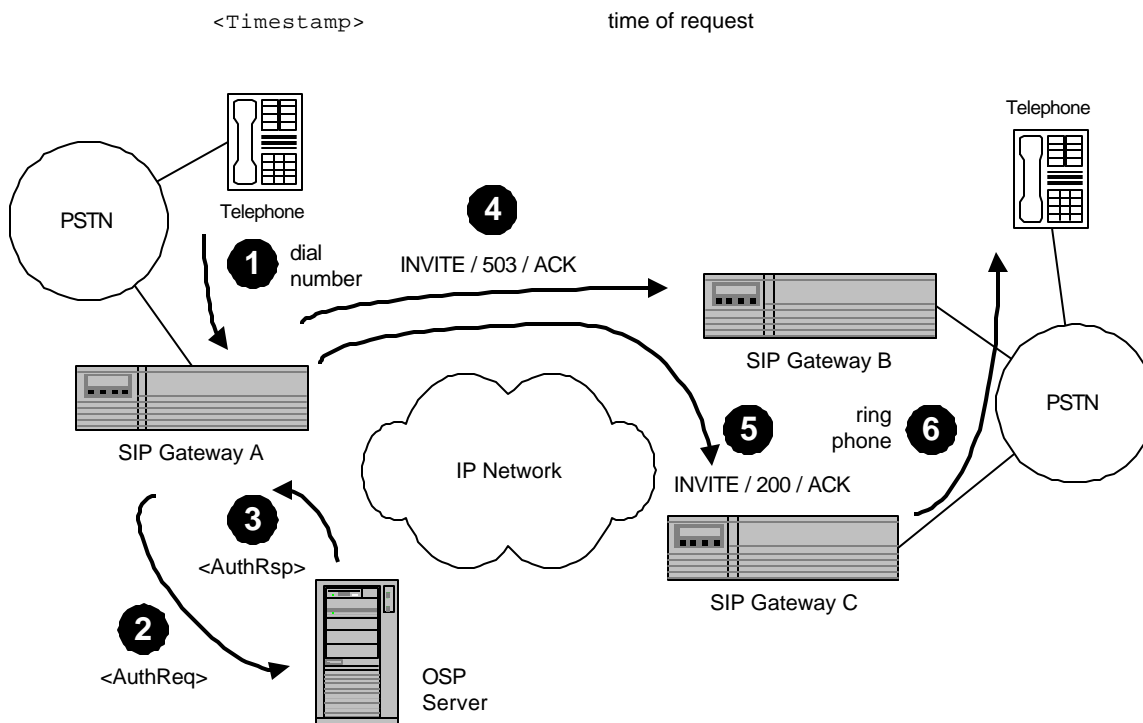 <Timestamp> time of request
Telephone
Telephone
PSTN
1 dial
number
4
INVITE / 503 / ACK
SIP Gateway B
PSTN
SIP Gateway A
IP Network
5
ring
phone
6
INVITE / 200 / ACK
3
<AuthRsp>
SIP Gateway C
2
<AuthReq>
OSP
Server